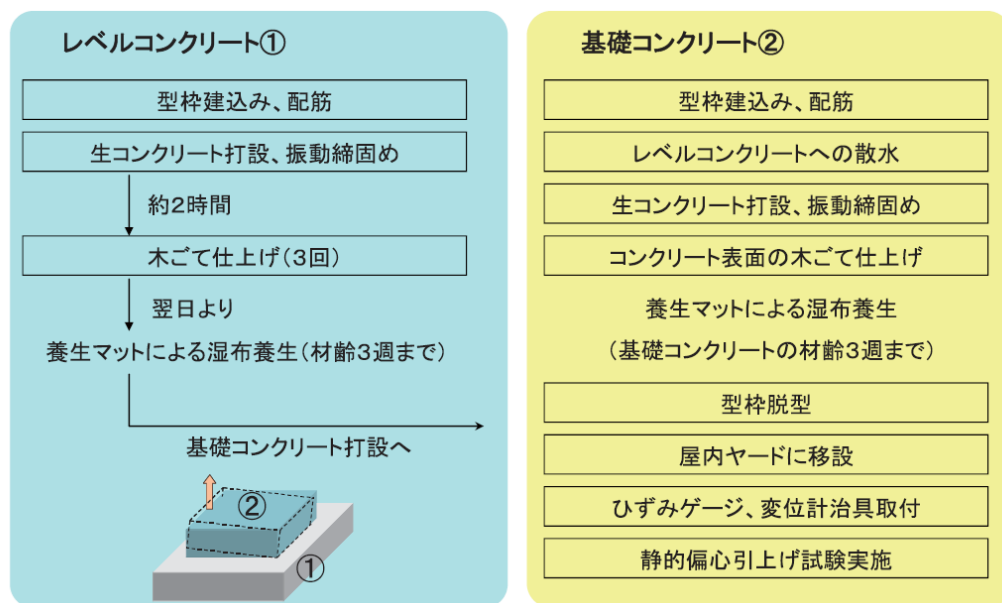 レベルコンクリート①
型枠建込み、配筋
生コンクリート打設、振動締固め
約2時間
木ごて仕上げ(3回)
翌日より
養生マットによる湿布養生(材齢3週まで)
基礎コンクリート打設へ
②
①
基礎コンクリート②
型枠建込み、配筋
レベルコンクリートへの散水
生コンクリート打設、振動締固め
コンクリート表面の木ごて仕上げ
養生マットによる湿布養生
(基礎コンクリートの材齢3週まで)
型枠脱型
屋内ヤードに移設
ひずみゲージ、変位計治具取付
静的偏心引上げ試験実施